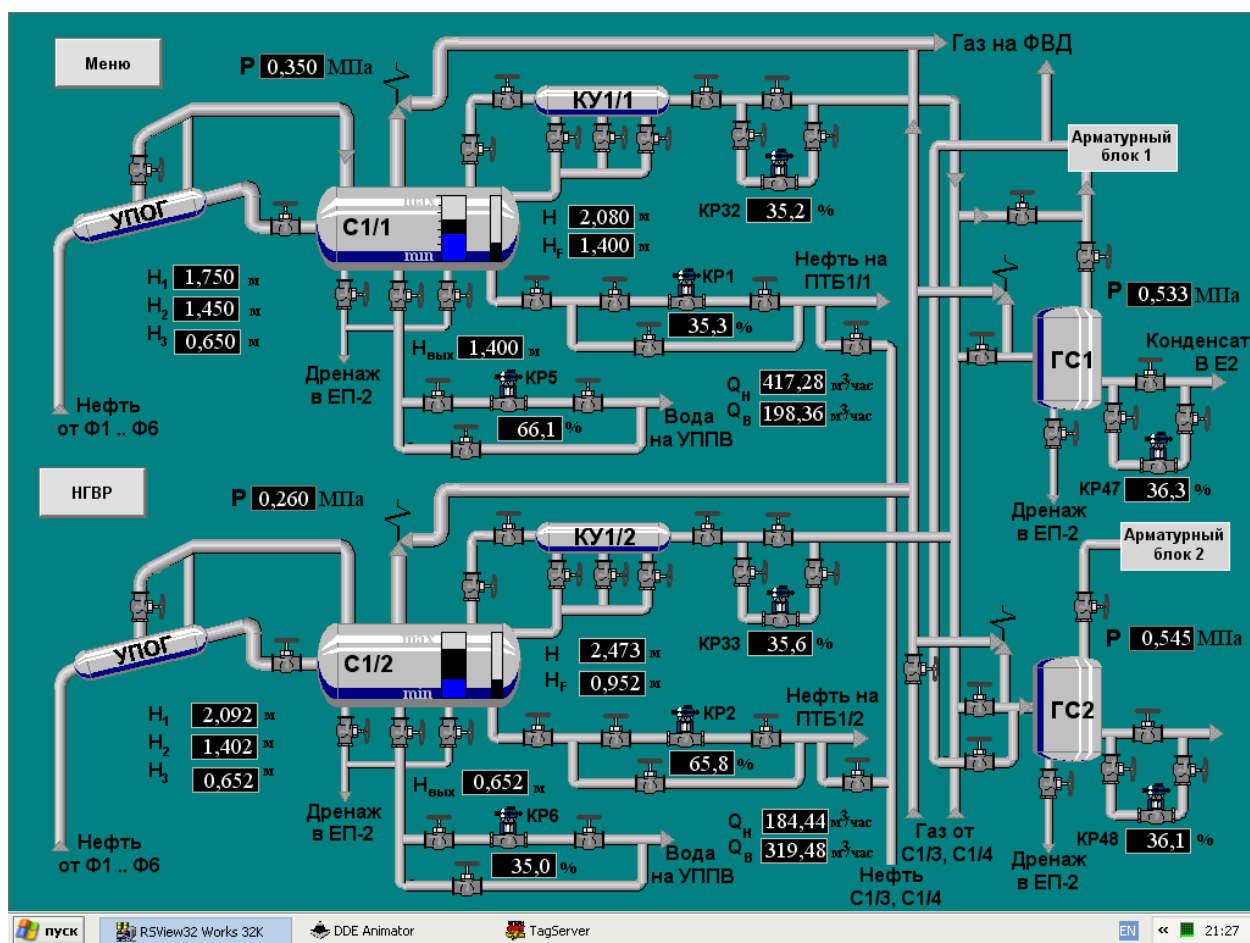 Меню
P 0,350 МПа
Газ на ФВД
КУ1/1
Арматурный
блок 1
УПОГ
С1/1
max
min
H 2,080 м
HF 1,400 м
КР32 35,2 %
H1 1,750 м
H2 1,450 м
H3 0,650 м
КР1
35,3 %
Нефть на
ПТБ1/1
P 0,533 МПа
ГС1
Конденсат
В Е2
Hвых 1,400 м
Дренаж
в ЕП-2
КР5
66,1 %
QН 417,28 м³/час
QВ 198,36 м³/час
Вода
на УППВ
Нефть
от Ф1 .. Ф6
КР47 36,3 %
Дренаж
в ЕП-2
НГВР
P 0,260 МПа
КУ1/2
Арматурный
блок 2
УПОГ
С1/2
max
min
H 2,473 м
HF 0,952 м
КР33 35,6 %
P 0,545 МПа
ГС2
H1 2,092 м
H2 1,402 м
H3 0,652 м
КР2
65,8 %
Нефть на
ПТБ1/2
Hвых 0,652 м
Дренаж
в ЕП-2
КР6
35,0 %
QН 184,44 м³/час
QВ 319,48 м³/час
Вода
на УППВ
Нефть
от Ф1 .. Ф6
Газ от
С1/3, С1/4
Нефть
С1/3, С1/4
КР48 36,1 %
Дренаж
в ЕП-2
пуск
RSView32 Works 32K
DDE Animator
TagServer
EN
«
21:27